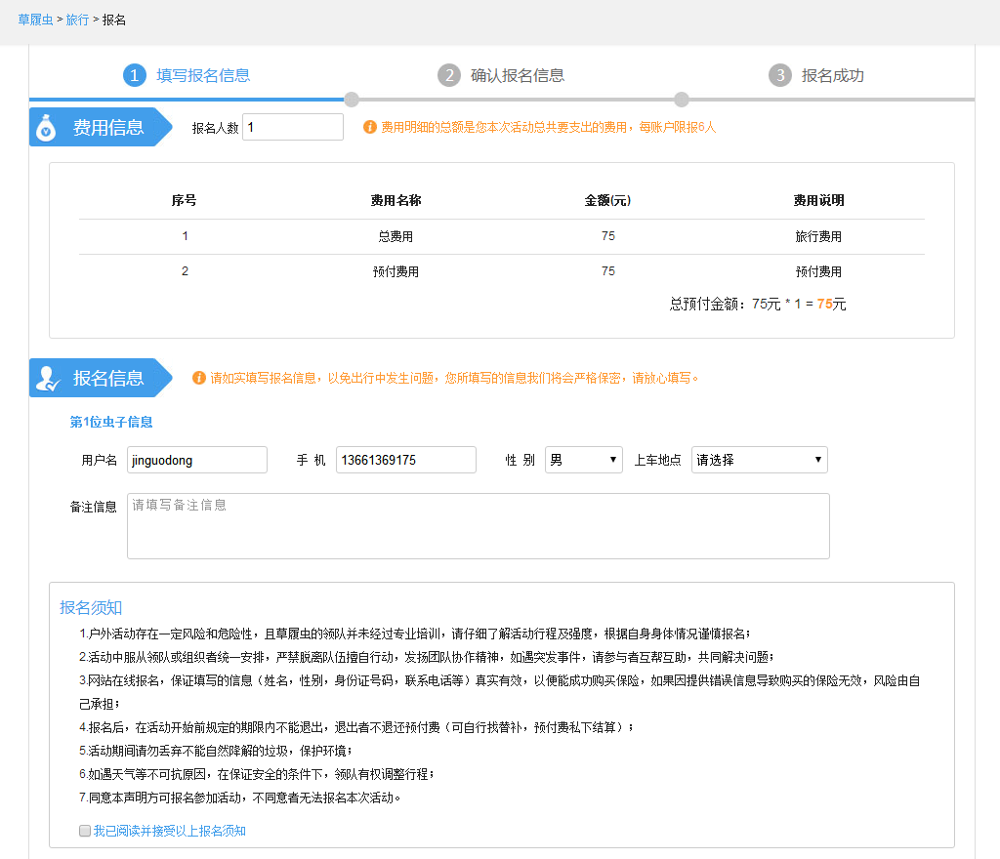 草履虫 > 旅行 > 报名
1 填写报名信息 2 确认报名信息 3 报名成功
费用信息 报名人数 1 费用明细的总额是您本次活动总共要支出的费用，每账户限报6人
序号 费用名称 金额(元) 费用说明
1 总费用 75 旅行费用
2 预付费用 75 预付费用
总预付金额：75元 * 1 = 75元
报名信息 请如实填写报名信息，以免出行中发生问题，您所填写的信息我们将会严格保密，请放心填写。
第1位虫子信息
用户名 jinguodong 手 机 13661369175 性 别 男 上车地点 请选择
备注信息 请填写备注信息
报名须知
1.户外活动存在一定风险和危险性，且草履虫的领队并未经过专业培训，请仔细了解活动行程及强度，根据自身身体情况谨慎报名；
2.活动中服从领队或组织者统一安排，严禁脱离队伍擅自行动，发扬团队协作精神，如遇突发事件，请参与者互帮互助，共同解决问题；
3.网站在线报名，保证填写的信息（姓名，性别，身份证号码，联系电话等）真实有效，以便能成功购买保险，如果因提供错误信息导致购买的保险无效，风险由自
己承担；
4.报名后，在活动开始前规定的期限内不能退出，退出者不退还预付费（可自行找替补，预付费私下结算）；
5.活动期间请勿丢弃不能自然降解的垃圾，保护环境；
6.如遇天气等不可抗原因，在保证安全的条件下，领队有权调整行程；
7.同意本声明方可报名参加活动，不同意者无法报名本次活动。
我已阅读并接受以上报名须知